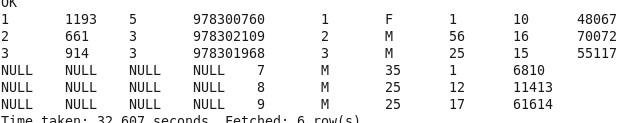 OK
1 1193 5 978300760 1 F 1 10 48067
2 661 3 978302109 2 M 56 16 70072
3 914 3 978301968 3 M 25 15 55117
NULL NULL NULL NULL 7 M 35 1 6810
NULL NULL NULL NULL 8 M 25 12 11413
NULL NULL NULL NULL 9 M 25 17 61614
Time taken: 32.607 seconds, Fetched: 6 row(s)